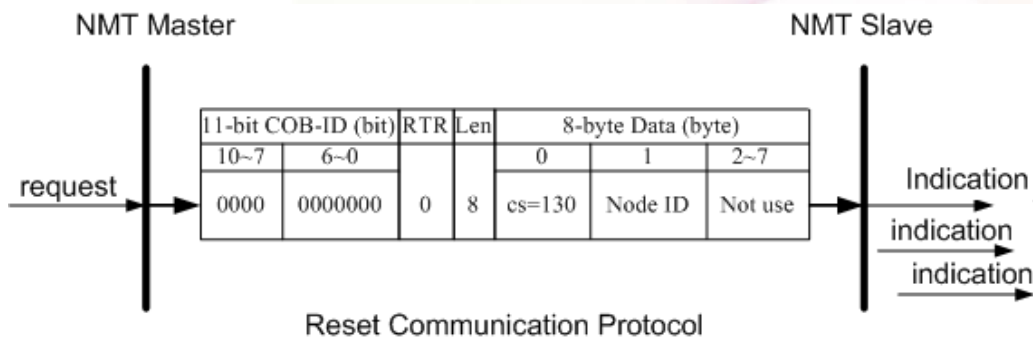 NMT Master
NMT Slave
11-bit COB-ID (bit) RTR Len 8-byte Data (byte)
10~7 6~0 0 1 2~7
request
0000 0000000 0 8 cs=130 Node ID Not use
Indication
indication
indication
Reset Communication Protocol